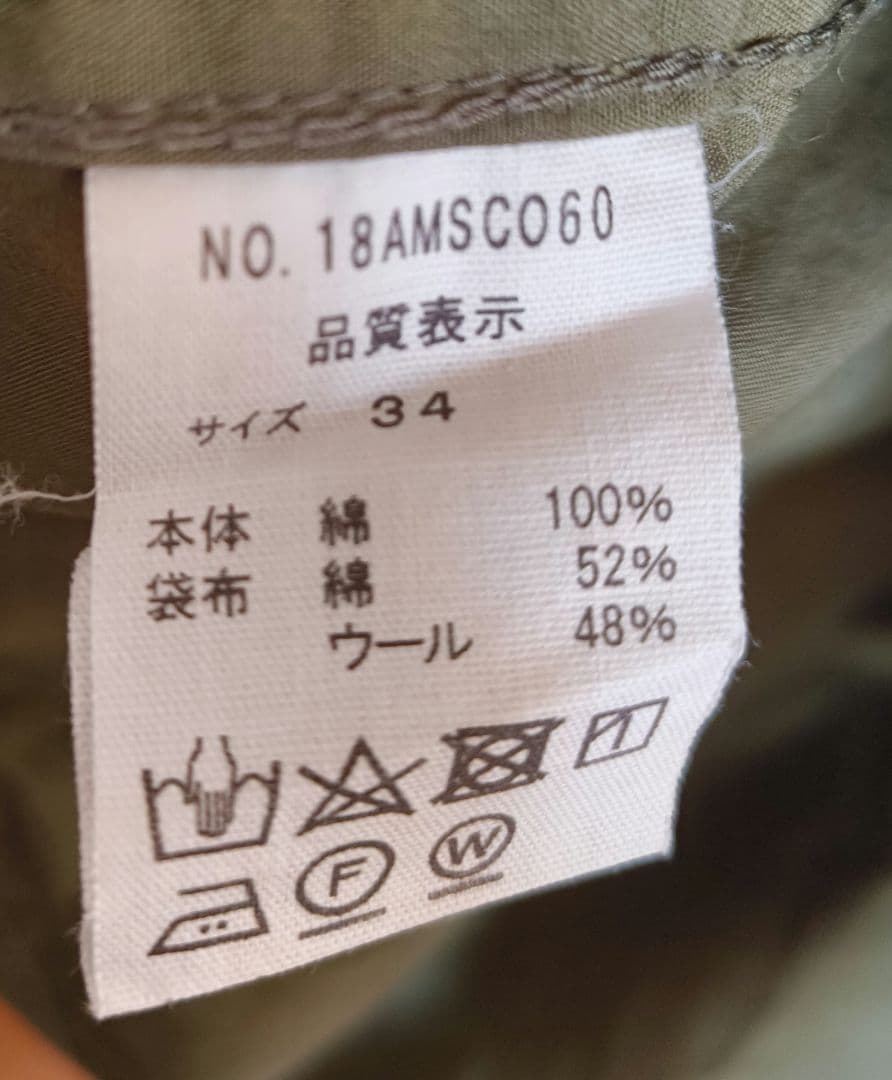 NO. 18AMSCO60
品質表示
サイズ 34
本体 綿 100%
袋布 綿 52%
ウール 48%
F W